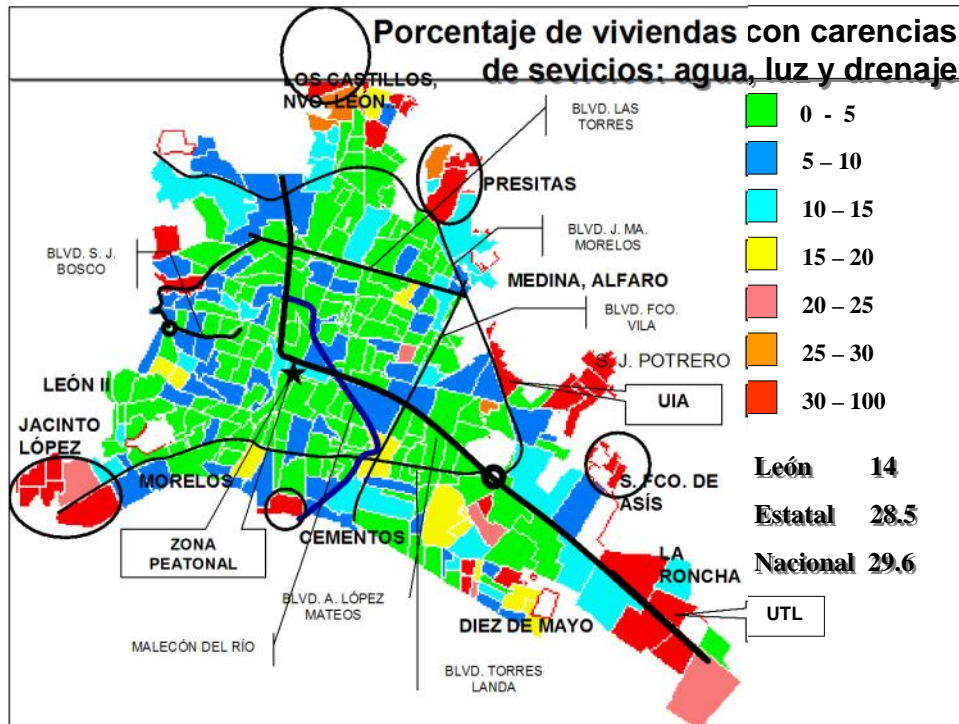 Porcentaje de viviendas con carencias
de sevicios: agua, luz y drenaje
LOS CASTILLOS,
NVO. LEÓN..
BLVD. LAS
TORRES
PRESITAS
BLVD. S. J.
BOSCO
BLVD. J. MA.
MORELOS
MEDINA, ALFARO
BLVD. FCO.
VILA
S. J. POTRERO
UIA
LEÓN II
JACINTO
LÓPEZ
MORELOS
S. FCO. DE
ASÍS
CEMENTOS
ZONA
PEATONAL
LA
RONCHA
BLVD. A. LÓPEZ
MATEOS
DIEZ DE MAYO
UTL
MALECÓN DEL RÍO
BLVD. TORRES
LANDA
0 - 5
5 – 10
10 – 15
15 – 20
20 – 25
25 – 30
30 – 100
León 14
Estatal 28.5
Nacional 29.6